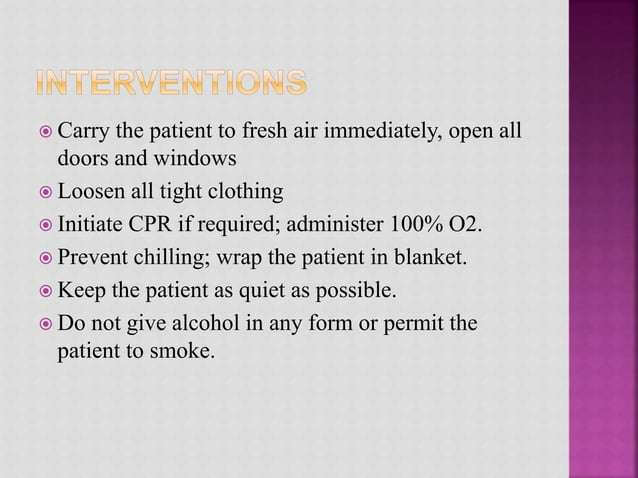 INTERVENTIONS
Carry the patient to fresh air immediately, open all
doors and windows
Loosen all tight clothing
Initiate CPR if required; administer 100% O2.
Prevent chilling; wrap the patient in blanket.
Keep the patient as quiet as possible.
Do not give alcohol in any form or permit the
patient to smoke.